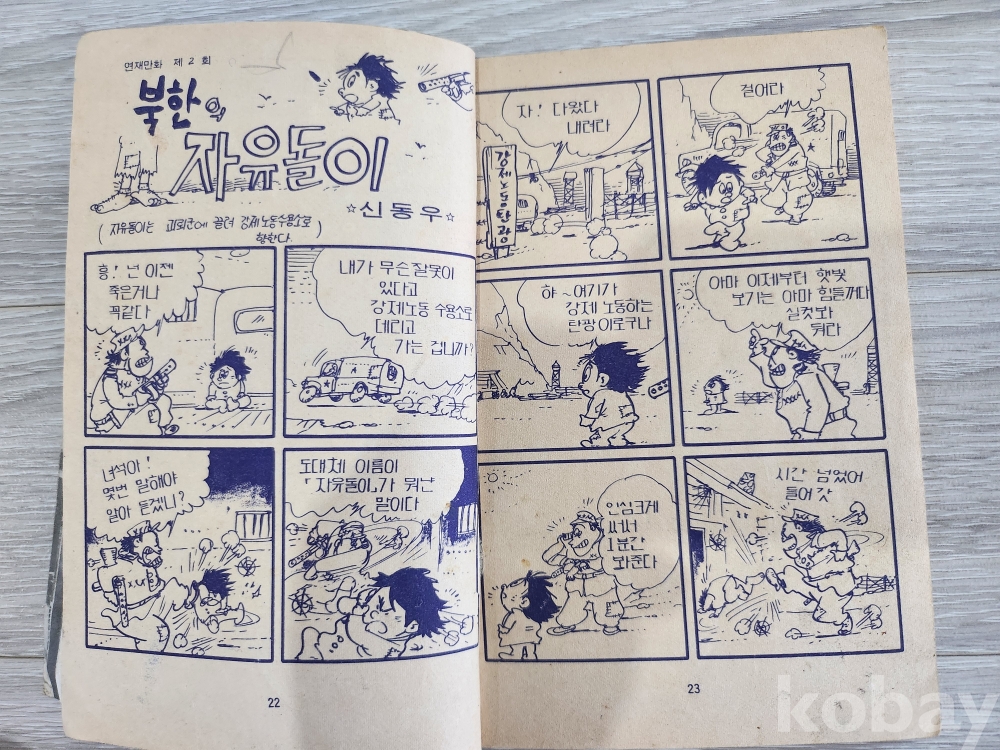 연재만화 제 2 회
북한의
자유돌이
☆신동우☆
( 자유돌이는 괴뢰군에 끌려 강제노동수용소로
향한다. )
흥! 넌 이젠
죽은거나
꼭같다
내가 무슨잘못이
있다고
강제노동 수용소로
데리고
가는 겁니까?
녀석아!
몇번 말해야
알아 듣겠니?
도대체 이름이
「자유돌이」가 뭐난
말이다
22
자! 다왔다
내려라
강제노동탄광
걸어라
햐~여기가
강제 노동하는
탄광이로구나
아마 이제부터 햇빛
보기는 아마 힘들꺼다
실컷봐
둬라
인심크게
써서
1분간
봐준다
시간 넘었어
들어 갓
23
kobay